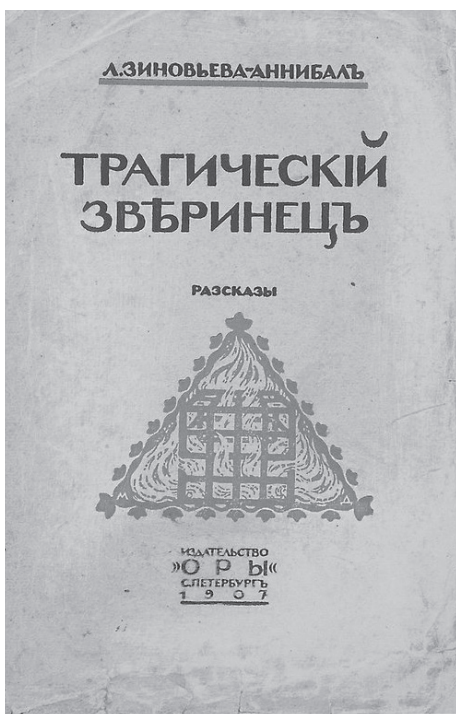 Л.ЗИНОВЬЕВА-АННИБАЛЪ
ТРАГИЧЕСКІЙ
ЗВѢРИНЕЦЪ
РАЗСКАЗЫ
М Д
ИЗДАТЕЛЬСТВО
»ОРЫ«
С.ПЕТЕРБУРГЪ
1907